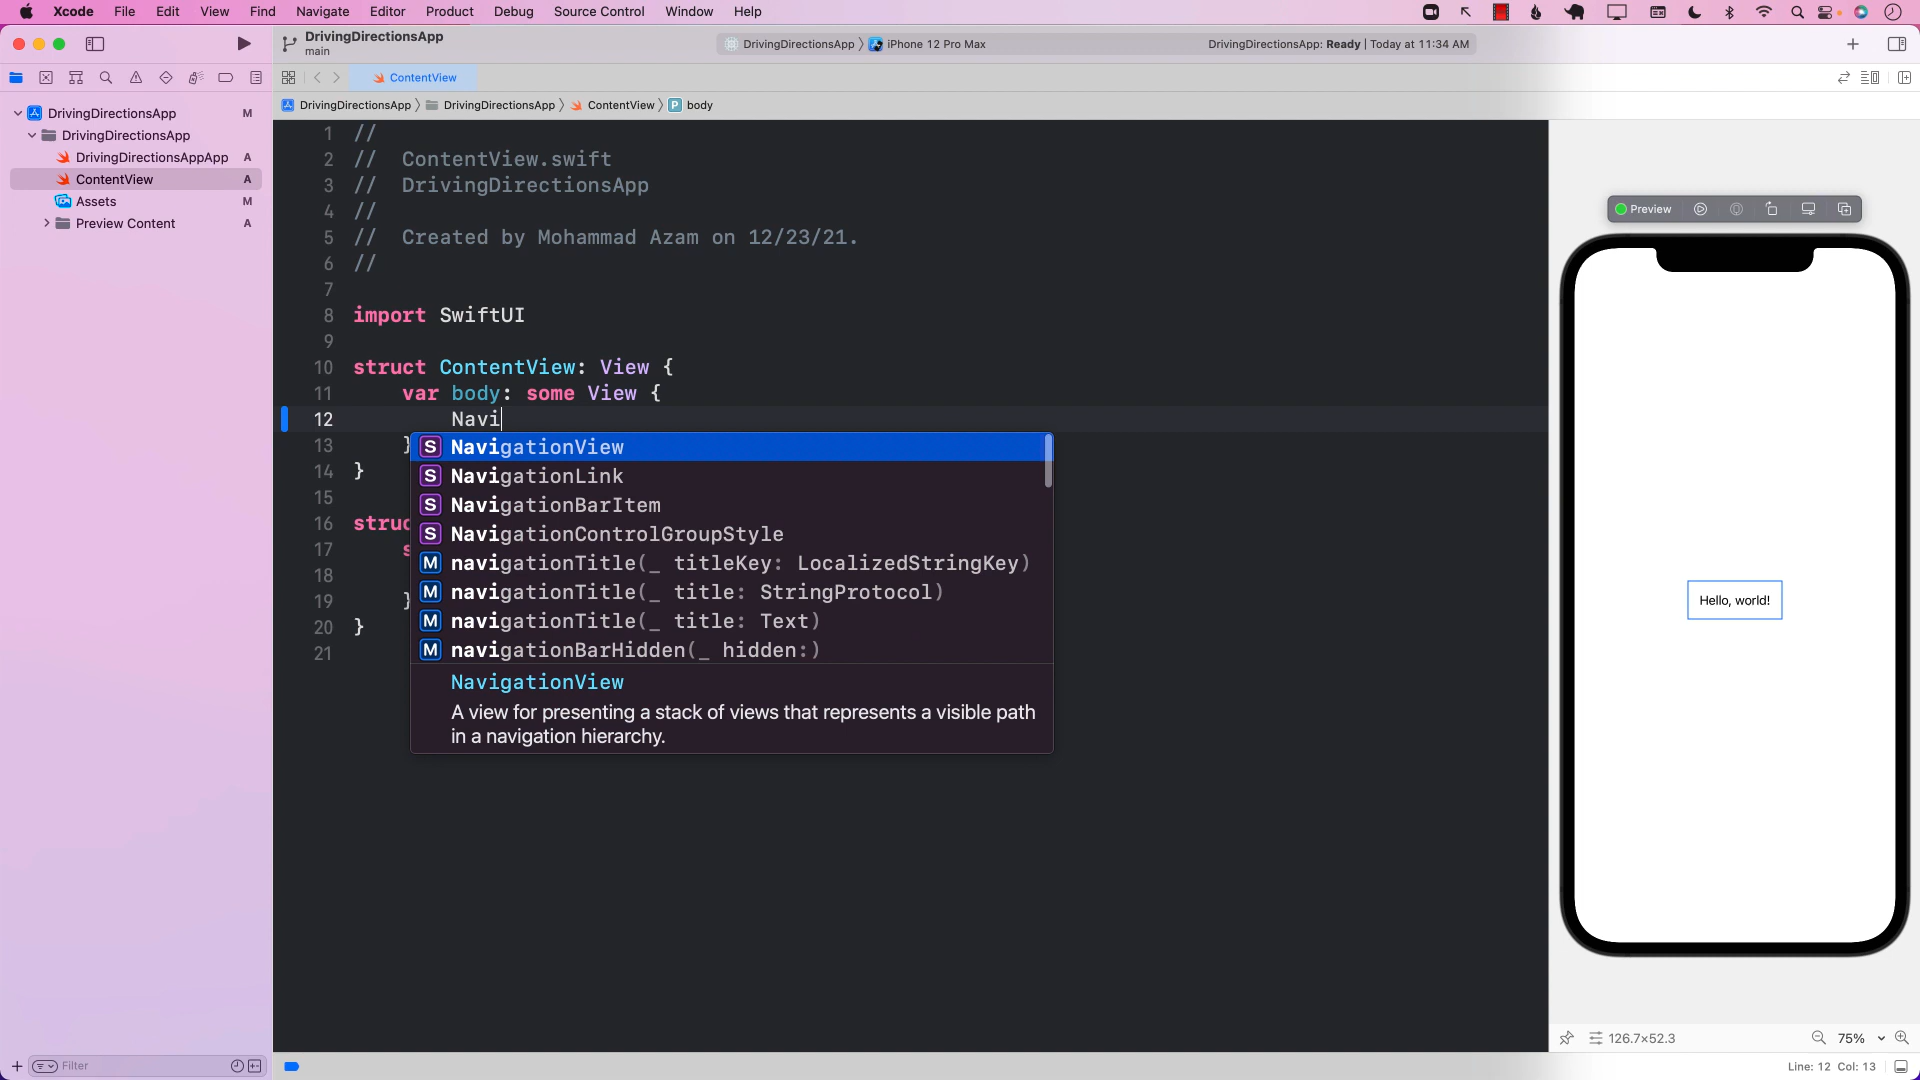 Xcode File Edit View Find Navigate Editor Product Debug Source Control Window Help
DrivingDirectionsApp
main
DrivingDirectionsApp iPhone 12 Pro Max
DrivingDirectionsApp: Ready | Today at 11:34 AM
ContentView
DrivingDirectionsApp DrivingDirectionsApp ContentView P body
DrivingDirectionsApp M
DrivingDirectionsApp
DrivingDirectionsAppApp A
ContentView A
Assets M
Preview Content A
1 //
2 // ContentView.swift
3 // DrivingDirectionsApp
4 //
5 // Created by Mohammad Azam on 12/23/21.
6 //
7
8 import SwiftUI
9
10 struct ContentView: View {
11 var body: some View {
12 Navi
13 }
14 }
15
16 struc
17 s
18
19 }
20 }
21
S NavigationView
S NavigationLink
S NavigationBarItem
S NavigationControlGroupStyle
M navigationTitle(_ titleKey: LocalizedStringKey)
M navigationTitle(_ title: StringProtocol)
M navigationTitle(_ title: Text)
M navigationBarHidden(_ hidden:)
NavigationView
A view for presenting a stack of views that represents a visible path
in a navigation hierarchy.
Preview
Hello, world!
126.7×52.3
75%
Filter
Line: 12 Col: 13